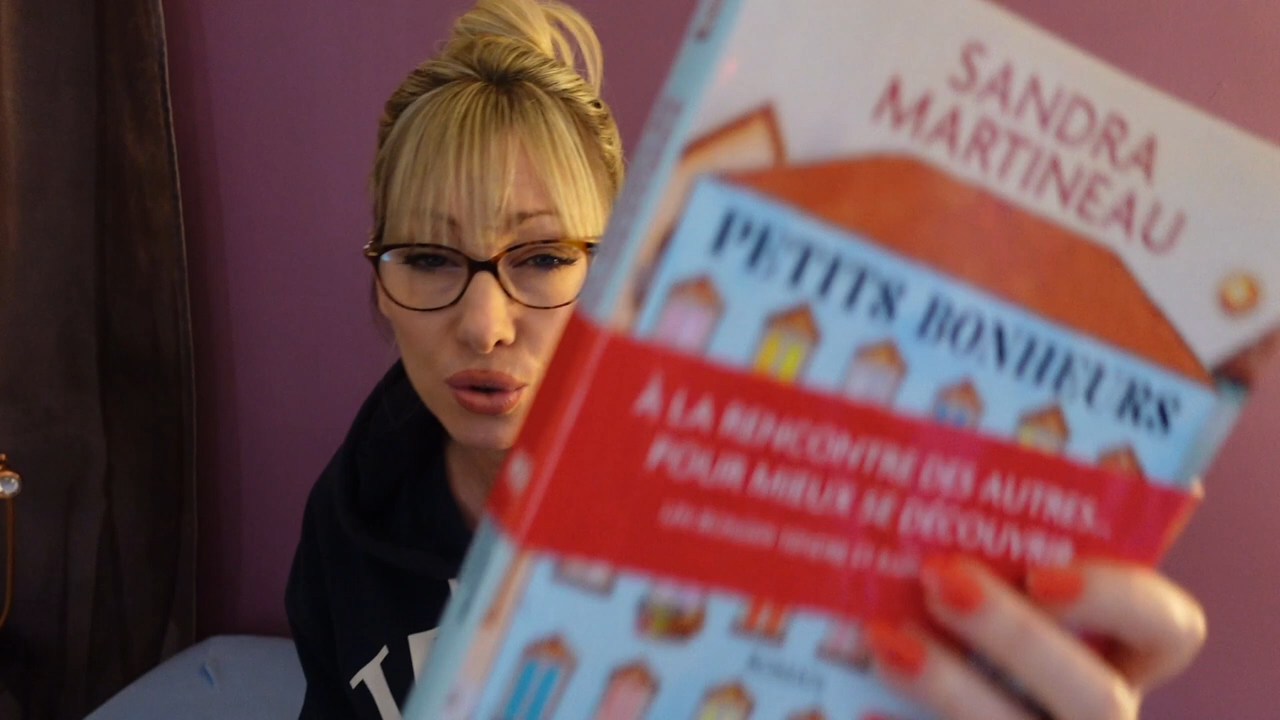 SANDRA
MARTINEAU
PETITS BONHEURS
À LA RENCONTRE DES AUTRES...
POUR MIEUX SE DÉCOUVRIR